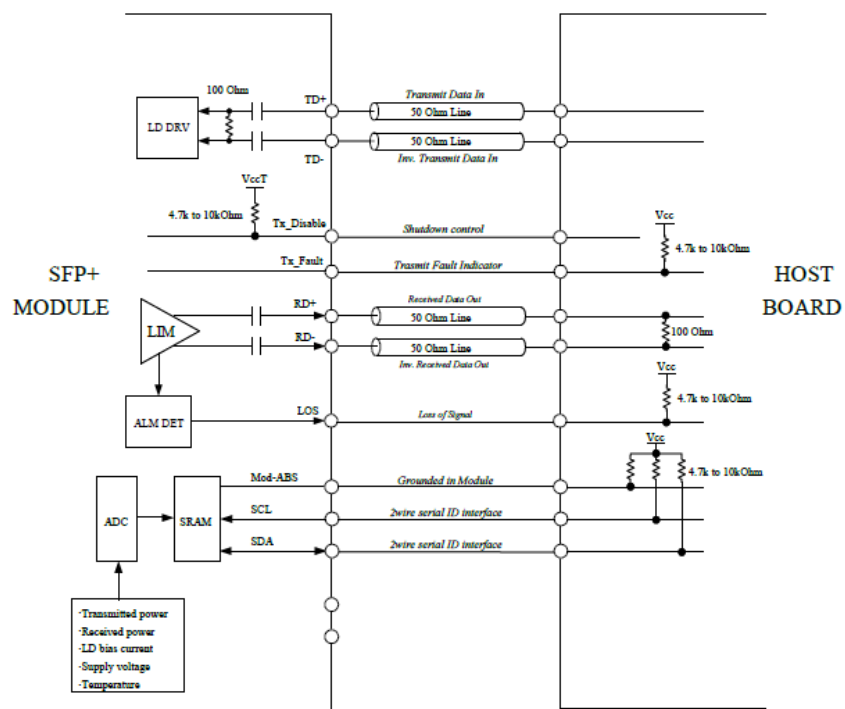 100 Ohm
TD+
Transmit Data In
50 Ohm Line
LD DRV
50 Ohm Line
TD-
Inv. Transmit Data In
VccT
4.7k to 10kOhm
Tx_Disable
Shutdown control
Vcc
4.7k to 10kOhm
Tx_Fault
Trasmit Fault Indicator
SFP+
MODULE
HOST
BOARD
RD+
Received Data Out
50 Ohm Line
LIM
100 Ohm
RD-
50 Ohm Line
Inv. Received Data Out
Vcc
4.7k to 10kOhm
ALM DET
LOS
Loss of Signal
Vcc
4.7k to 10kOhm
Mod-ABS
Grounded in Module
ADC
SRAM
SCL
2wire serial ID interface
SDA
2wire serial ID interface
·Transmitted power
·Received power
·LD bias current
·Supply voltage
·Temperature